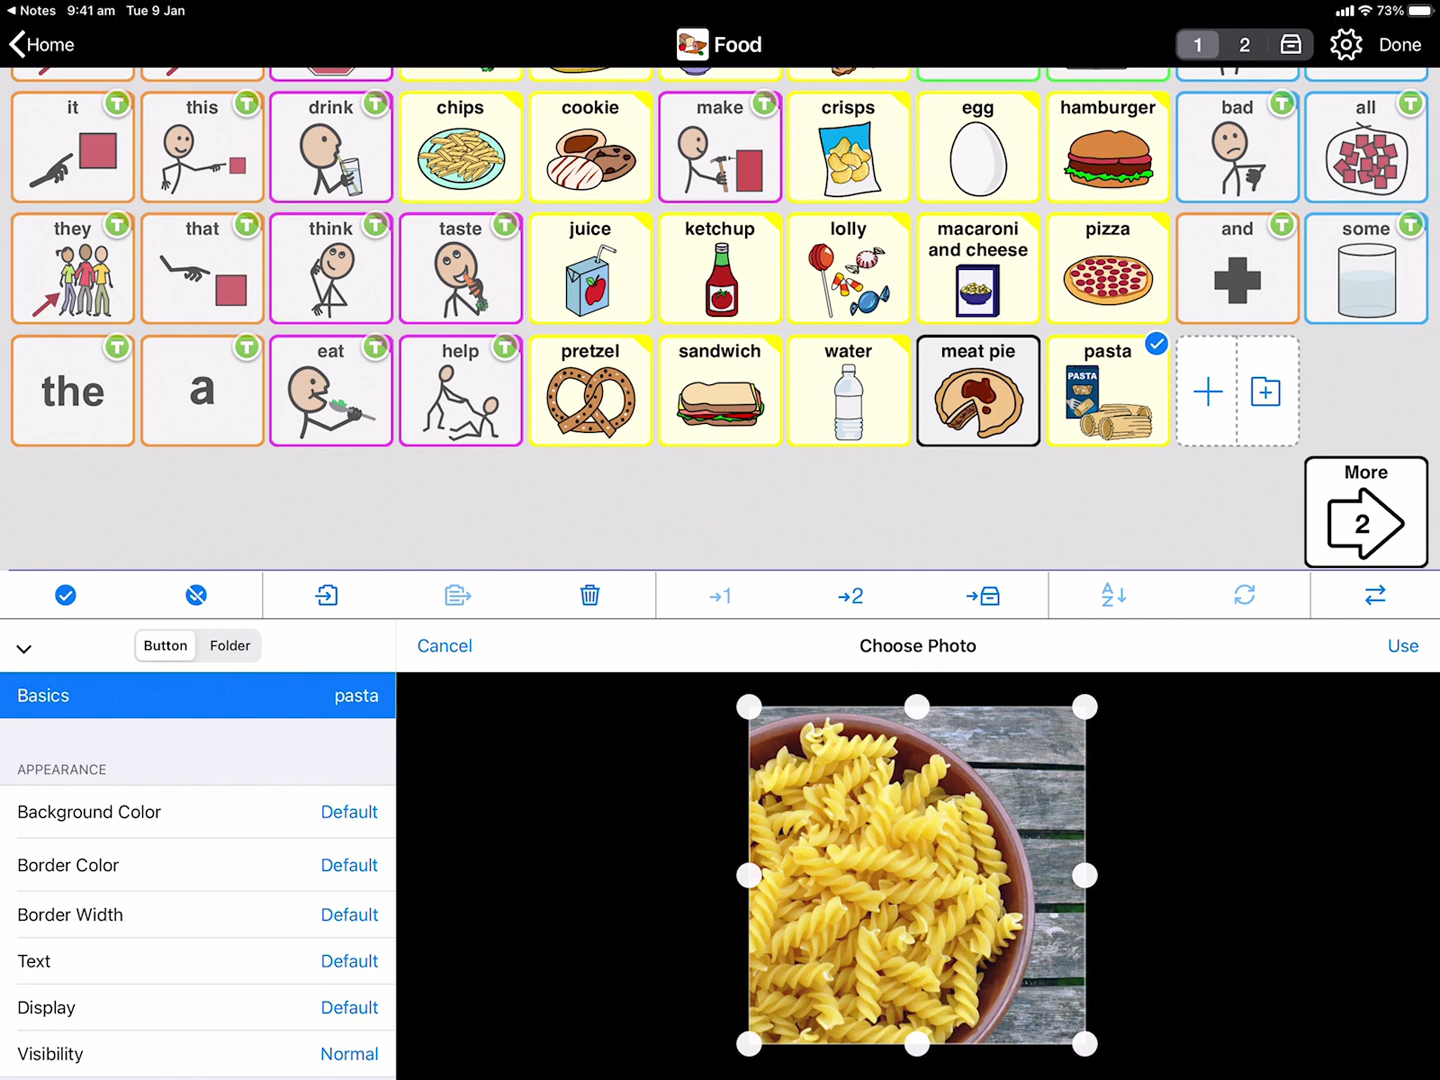 Notes 9:41 am Tue 9 Jan 73%
Home
Food
1 2
Done
it this drink chips cookie make crisps egg hamburger bad all
T T T T T T
they that think taste juice ketchup lolly macaroni
and cheese pizza and some
T T T T T T
the a eat help pretzel sandwich water meat pie pasta
T T T T
PASTA
More
2
→1 →2
A
Z
Button Folder
Cancel
Choose Photo
Use
Basics pasta
APPEARANCE
Background Color Default
Border Color Default
Border Width Default
Text Default
Display Default
Visibility Normal